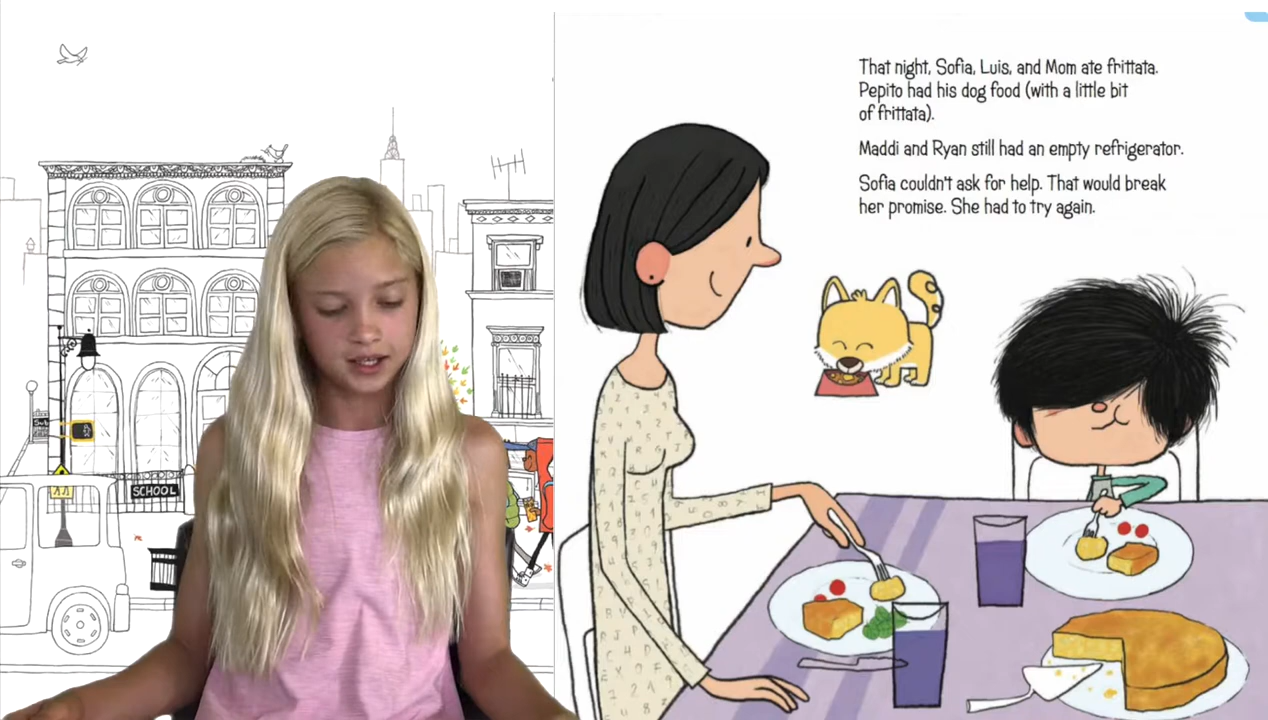 That night, Sofia, Luis, and Mom ate frittata.
Pepito had his dog food (with a little bit
of frittata).
Maddi and Ryan still had an empty refrigerator.
Sofia couldn't ask for help. That would break
her promise. She had to try again.
SCHOOL